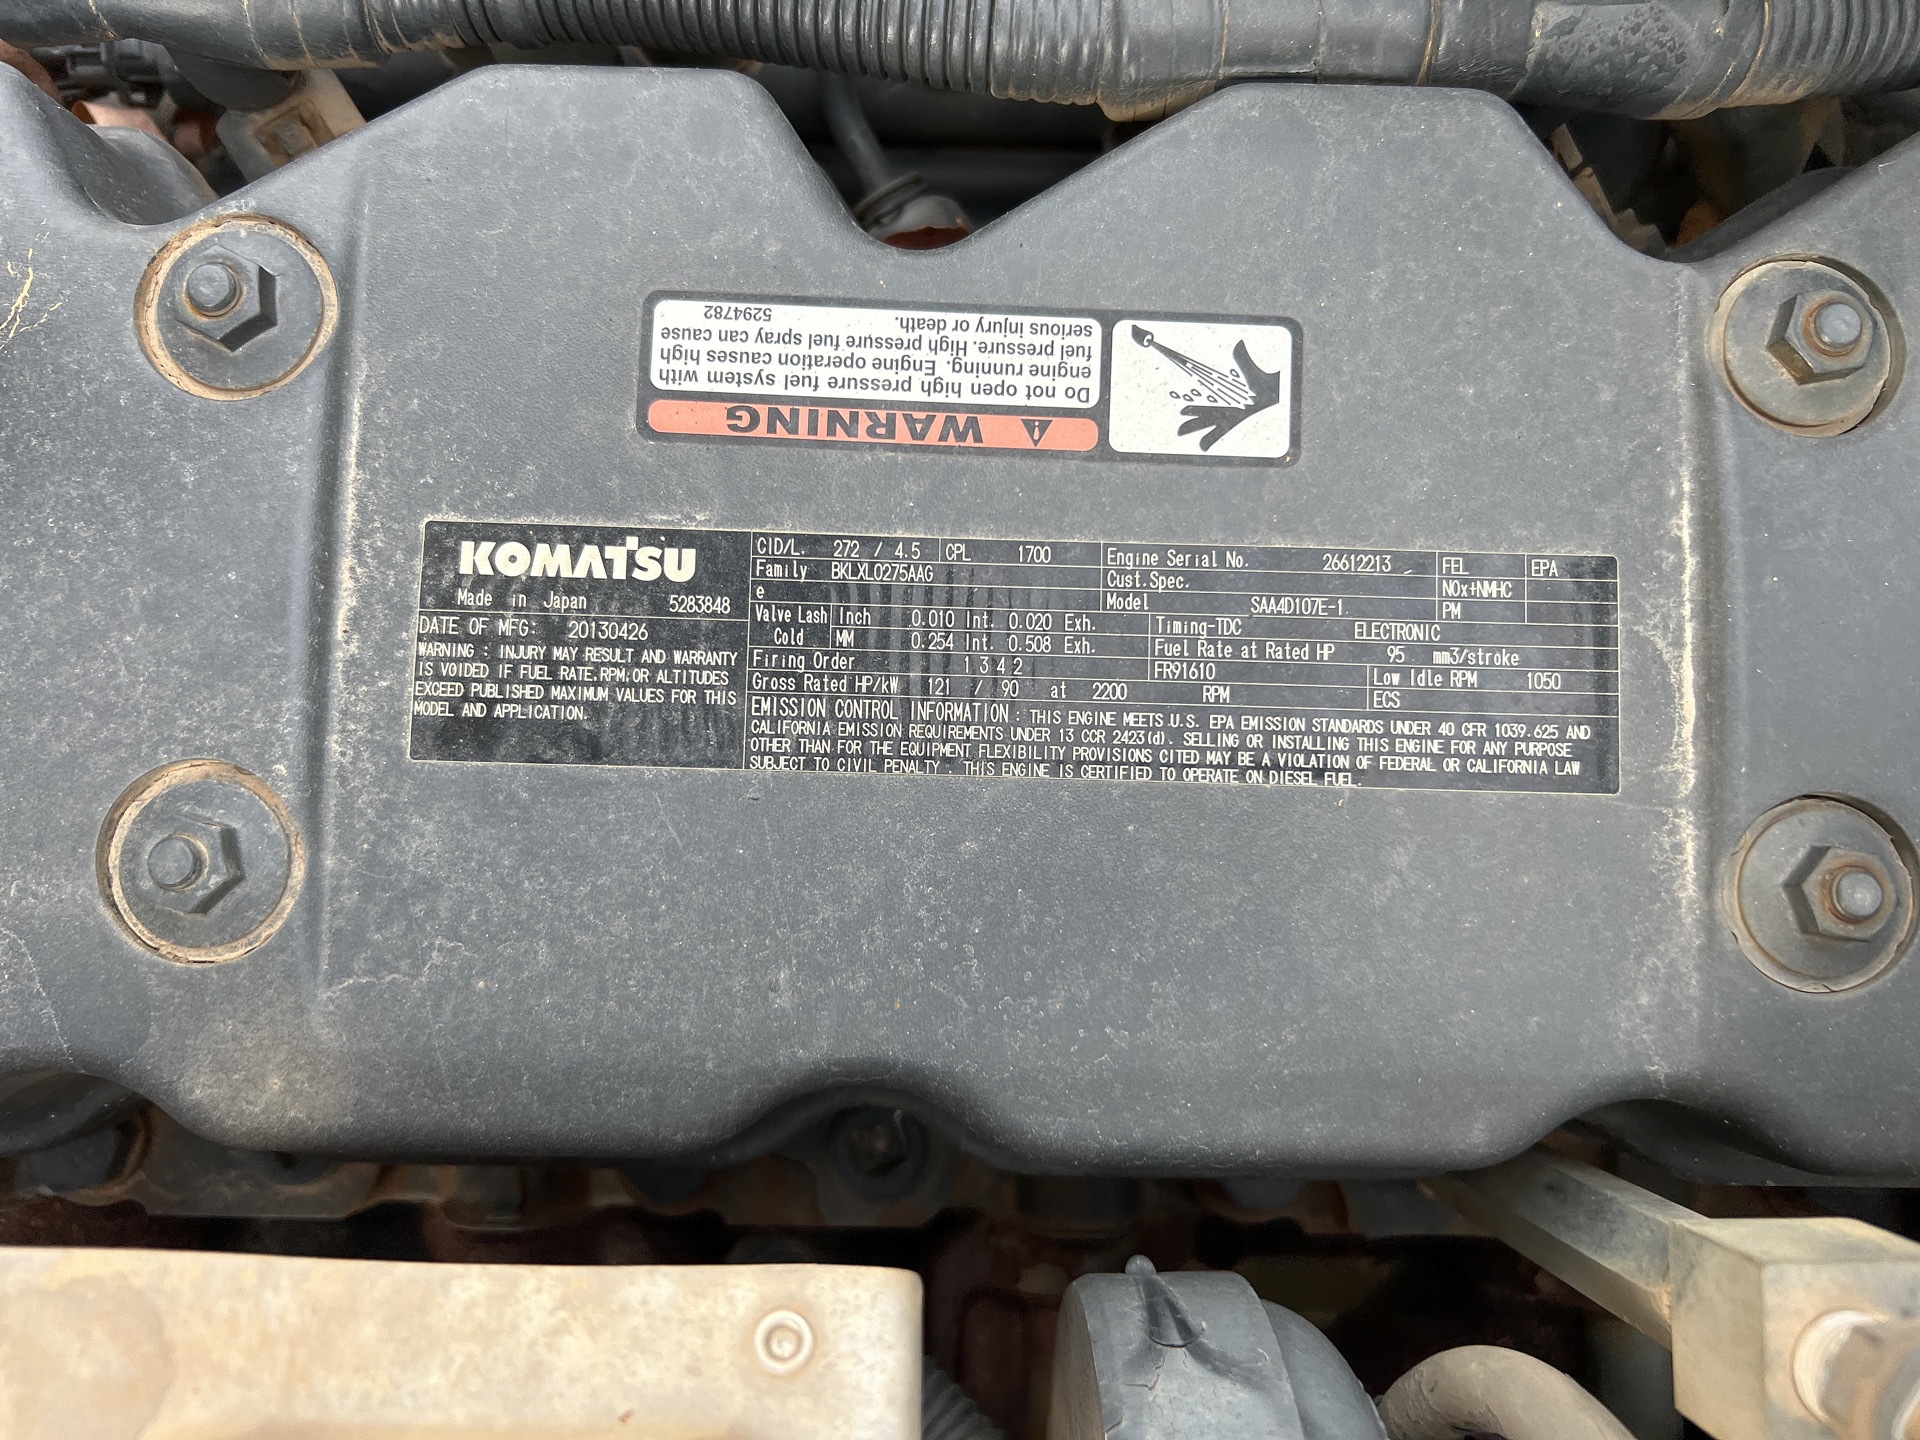 ⚠ WARNING
Do not open high pressure fuel system with
engine running. Engine operation causes high
fuel pressure. High pressure fuel spray can cause
serious injury or death.
5294782
KOMATSU
Made in Japan 5283848
DATE OF MFG: 20130426
WARNING : INJURY MAY RESULT AND WARRANTY
IS VOIDED IF FUEL RATE,RPM,OR ALTITUDES
EXCEED PUBLISHED MAXIMUM VALUES FOR THIS
MODEL AND APPLICATION.
CID/L. 272 / 4.5 CPL 1700
Family BKLXL0275AAG
e
Engine Serial No. 26612213
Cust.Spec.
Model SAA4D107E-1
FEL EPA
NOx+NMHC
PM
Valve Lash Inch 0.010 Int. 0.020 Exh.
Cold MM 0.254 Int. 0.508 Exh.
Timing-TDC ELECTRONIC
Fuel Rate at Rated HP 95 mm3/stroke
Firing Order 1 3 4 2
FR91610 Low Idle RPM 1050
Gross Rated HP/kW 121 / 90 at 2200 RPM
ECS
EMISSION CONTROL INFORMATION : THIS ENGINE MEETS U.S. EPA EMISSION STANDARDS UNDER 40 CFR 1039.625 AND
CALIFORNIA EMISSION REQUIREMENTS UNDER 13 CCR 2423(d). SELLING OR INSTALLING THIS ENGINE FOR ANY PURPOSE
OTHER THAN FOR THE EQUIPMENT FLEXIBILITY PROVISIONS CITED MAY BE A VIOLATION OF FEDERAL OR CALIFORNIA LAW
SUBJECT TO CIVIL PENALTY . THIS ENGINE IS CERTIFIED TO OPERATE ON DIESEL FUEL.